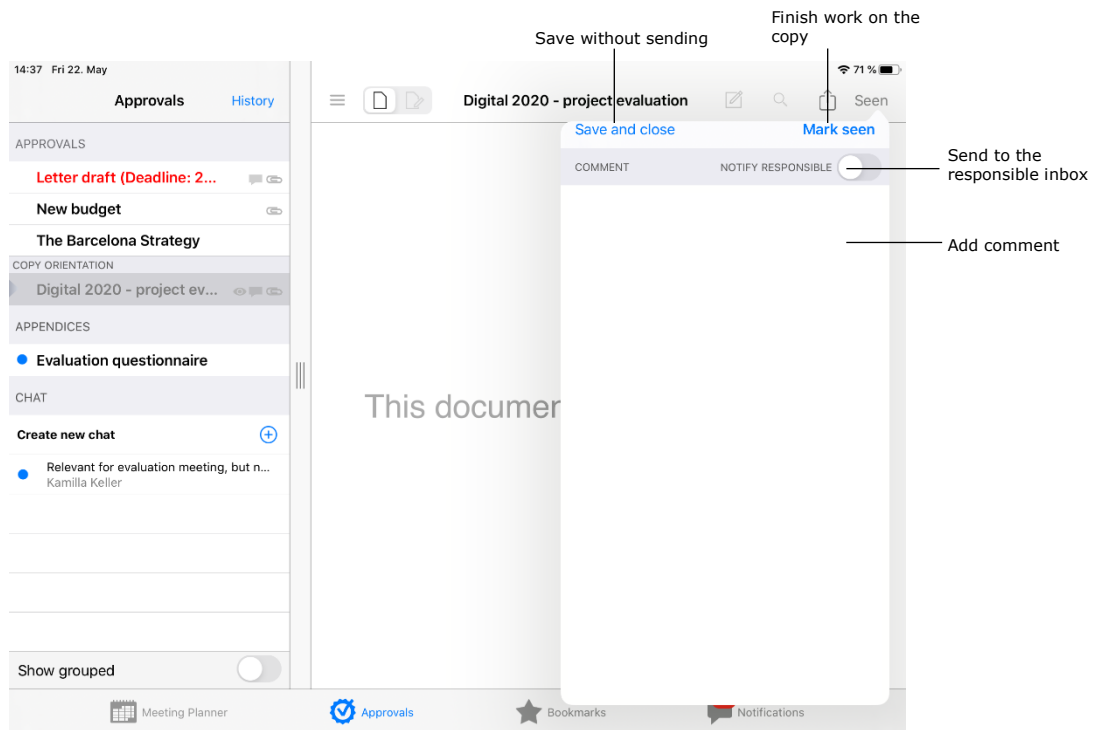 Finish work on the
copy
Save without sending
14:37 Fri 22. May
71 %
Approvals
History
Digital 2020 - project evaluation
Seen
APPROVALS
Letter draft (Deadline: 2...
New budget
The Barcelona Strategy
COPY ORIENTATION
Digital 2020 - project ev...
APPENDICES
Evaluation questionnaire
CHAT
Create new chat
Relevant for evaluation meeting, but n...
Kamilla Keller
Show grouped
This documen
Save and close
Mark seen
COMMENT
NOTIFY RESPONSIBLE
Send to the
responsible inbox
Add comment
Meeting Planner
Approvals
Bookmarks
Notifications